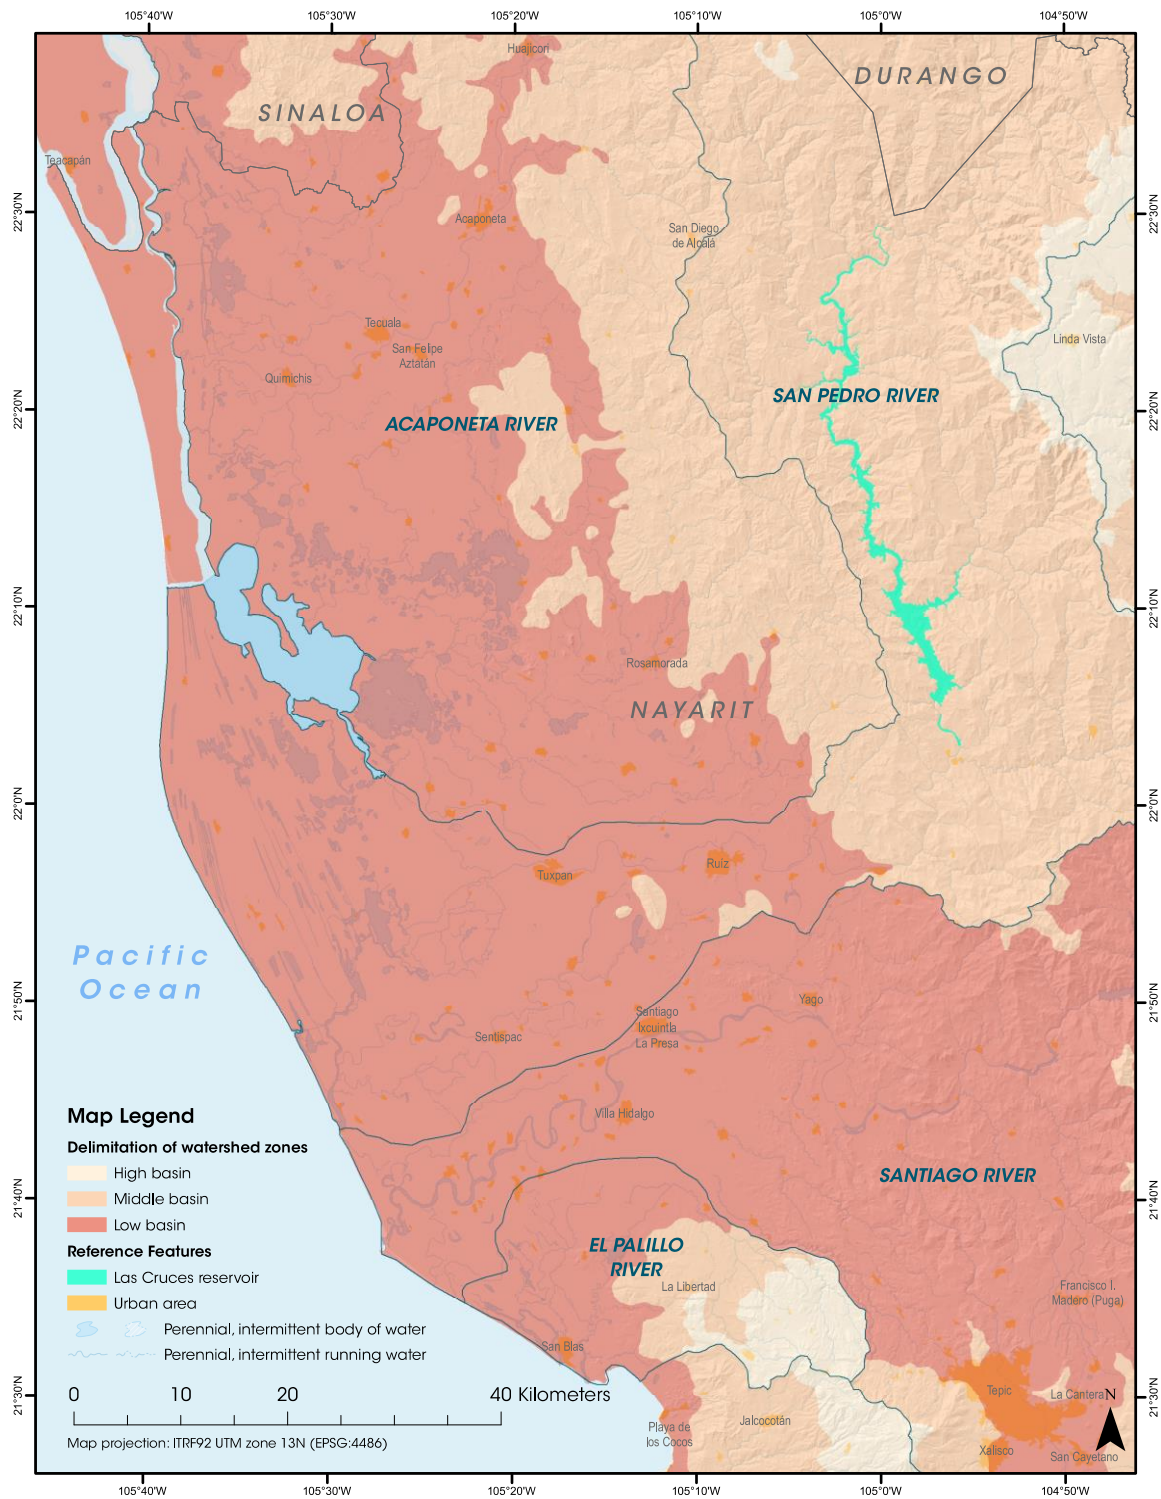 105°40'W
105°30'W
105°20'W
105°10'W
105°0'W
104°50'W
Huajicori
DURANGO
SINALOA
Teacapán
22°30'N
22°30'N
Acaponeta
San Diego
de Alcalá
Tecuala
San Felipe
Aztatán
Linda Vista
Quimichis
22°20'N
22°20'N
SAN PEDRO RIVER
ACAPONETA RIVER
22°10'N
22°10'N
Rosamorada
NAYARIT
22°0'N
22°0'N
Ruiz
Tuxpan
Pacific
Ocean
21°50'N
21°50'N
Yago
Santiago
Ixcuintla
La Presa
Sentispac
Villa Hidalgo
Map Legend
Delimitation of watershed zones
High basin
Middle basin
Low basin
Reference Features
Las Cruces reservoir
Urban area
Perennial, intermittent body of water
Perennial, intermittent running water
0 10 20 40 Kilometers
Map projection: ITRF92 UTM zone 13N (EPSG:4486)
SANTIAGO RIVER
21°40'N
21°40'N
EL PALILLO
RIVER
La Libertad
Francisco I.
Madero (Puga)
San Blas
21°30'N
21°30'N
Tepic
La Cantera
N
Playa de
los Cocos
Jalcocotán
Xalisco
San Cayetano
105°40'W
105°30'W
105°20'W
105°10'W
105°0'W
104°50'W